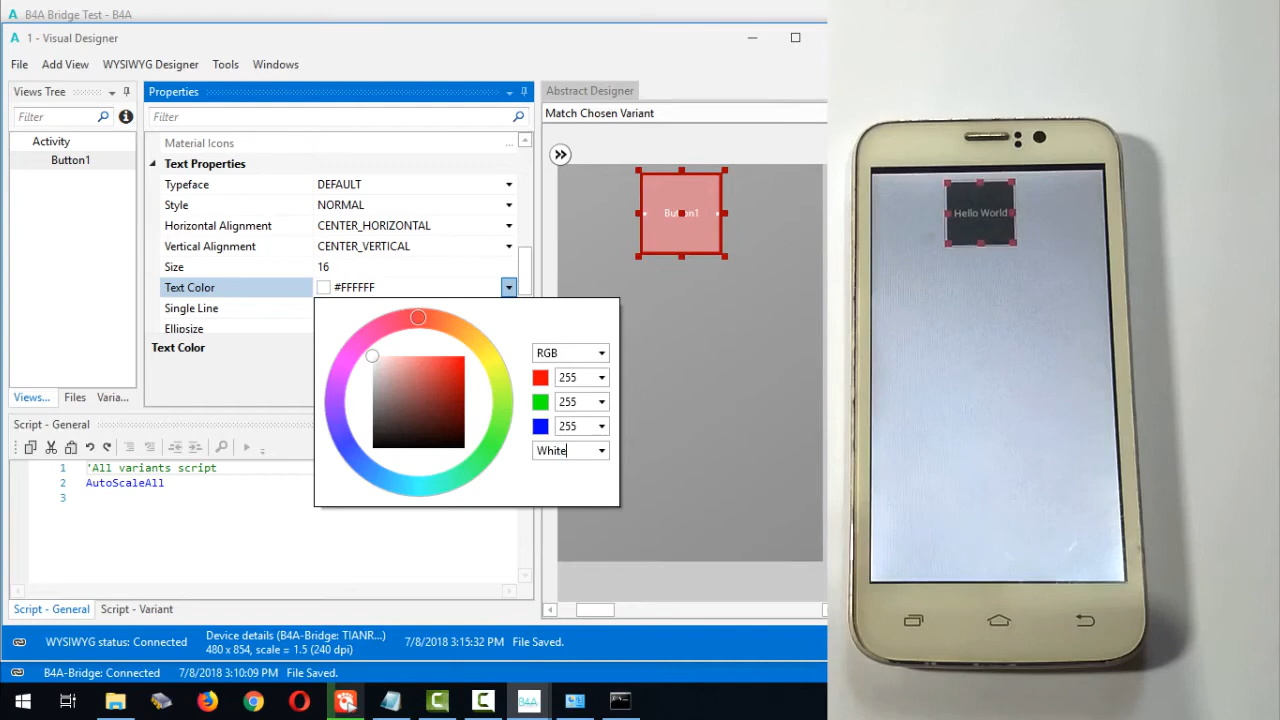 B4A Bridge Test - B4A
1 - Visual Designer
File Add View WYSIWYG Designer Tools Windows
Views Tree
Filter
Activity
Button1
Views... Files Varia...
Properties
Filter
Material Icons ...
Text Properties
Typeface DEFAULT
Style NORMAL
Horizontal Alignment CENTER_HORIZONTAL
Vertical Alignment CENTER_VERTICAL
Size 16
Text Color #FFFFFF
Single Line
Ellipsize
Text Color
RGB
255
255
255
White
Abstract Designer
Match Chosen Variant
Button1
Hello World
Script - General
1 'All variants script
2 AutoScaleAll
3
Script - General Script - Variant
WYSIWYG status: Connected Device details (B4A-Bridge: TIANR...) 7/8/2018 3:15:32 PM File Saved.
480 x 854, scale = 1.5 (240 dpi)
B4A-Bridge: Connected 7/8/2018 3:10:09 PM File Saved.
B4A